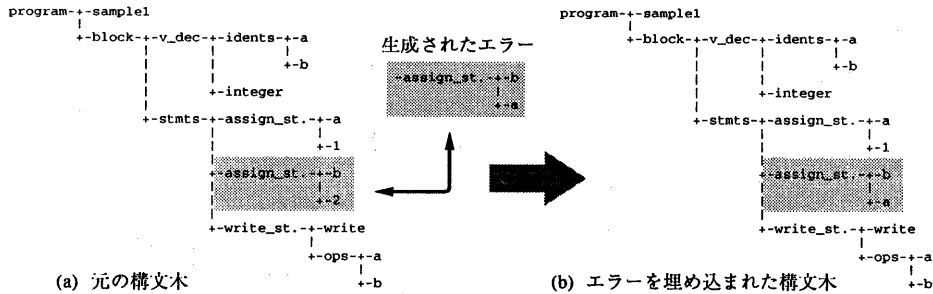 program-+-sample1
|
+-block-+-v_dec-+-idents-+-a
| | |
| | +-b
| |
| +-integer
|
+-stmts-+-assign_st.-+-a
| |
| +-1
|
+-assign_st.-+-b
| |
| +-2
|
+-write_st.-+-write
|
+-ops-+-a
|
+-b
(a) 元の構文木
生成されたエラー
-assign_st.-+-b
|
+-a
program-+-sample1
|
+-block-+-v_dec-+-idents-+-a
| | |
| | +-b
| |
| +-integer
|
+-stmts-+-assign_st.-+-a
| |
| +-1
|
+-assign_st.-+-b
| |
| +-a
|
+-write_st.-+-write
|
+-ops-+-a
|
+-b
(b) エラーを埋め込まれた構文木